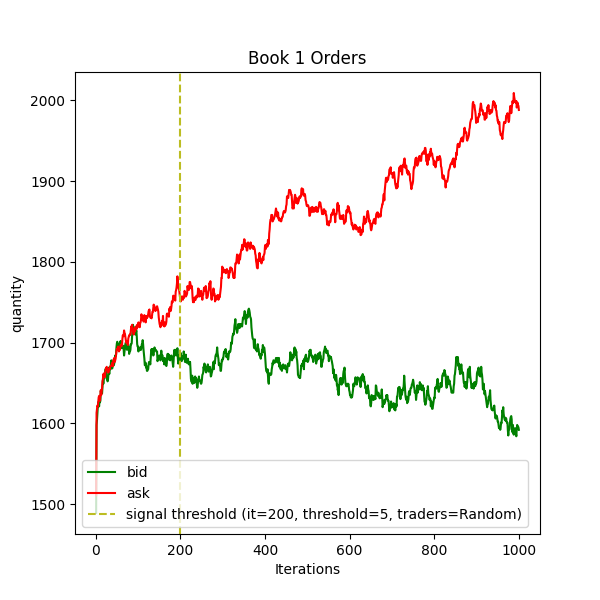 Book 1 Orders
2000
1900
1800
1700
1600
1500
quantity
bid
ask
signal threshold (it=200, threshold=5, traders=Random)
0 200 400 600 800 1000
Iterations